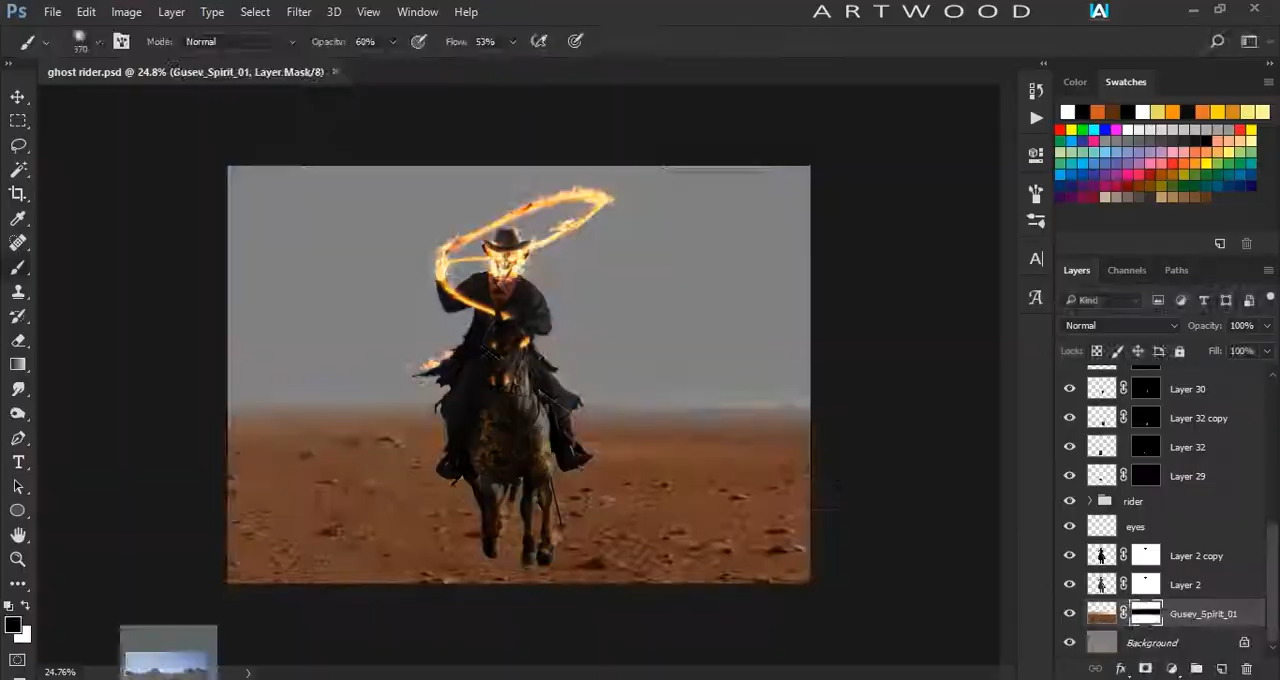 Ps File Edit Image Layer Type Select Filter 3D View Window Help
ARTWOOD
370 Mode: Normal Opacity: 60% Flow: 53%
ghost rider.psd @ 24.8% (Gusev_Spirit_01, Layer Mask/8)
Color Swatches
Layers Channels Paths
Kind
Normal Opacity: 100%
Lock: Fill: 100%
Layer 30
Layer 32 copy
Layer 32
Layer 29
rider
eyes
Layer 2 copy
Layer 2
Gusev_Spirit_01
Background
24.76%